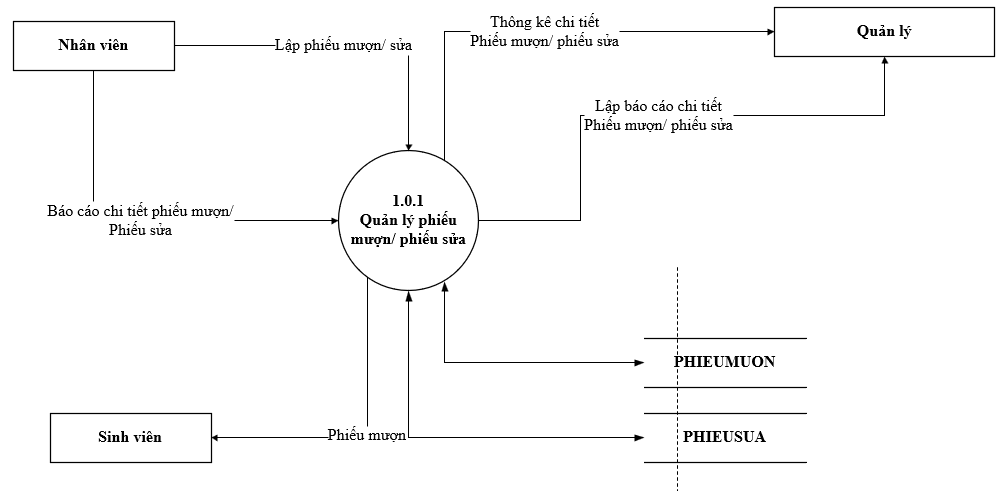 Nhân viên
Lập phiếu mượn/ sửa
Thông kê chi tiết
Phiếu mượn/ phiếu sửa
Quản lý
Lập báo cáo chi tiết
Phiếu mượn/ phiếu sửa
Báo cáo chi tiết phiếu mượn/
Phiếu sửa
1.0.1
Quản lý phiếu
mượn/ phiếu sửa
PHIEUMUON
Sinh viên
Phiếu mượn
PHIEUSUA